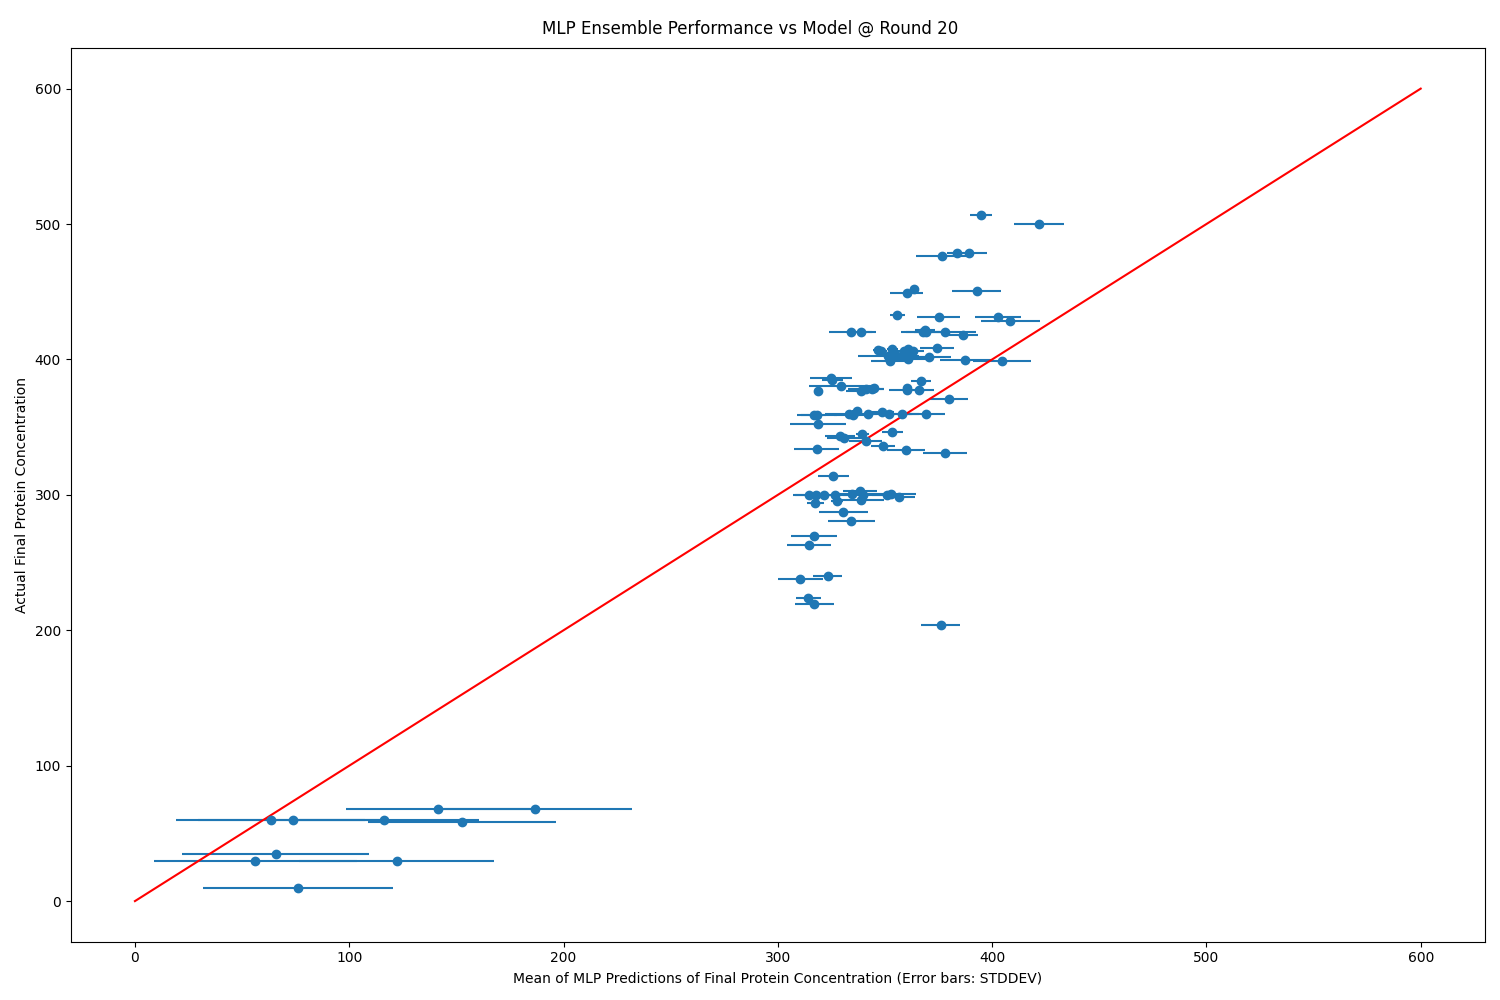 MLP Ensemble Performance vs Model @ Round 20
600
500
400
300
200
100
0
Actual Final Protein Concentration
0 100 200 300 400 500 600
Mean of MLP Predictions of Final Protein Concentration (Error bars: STDDEV)